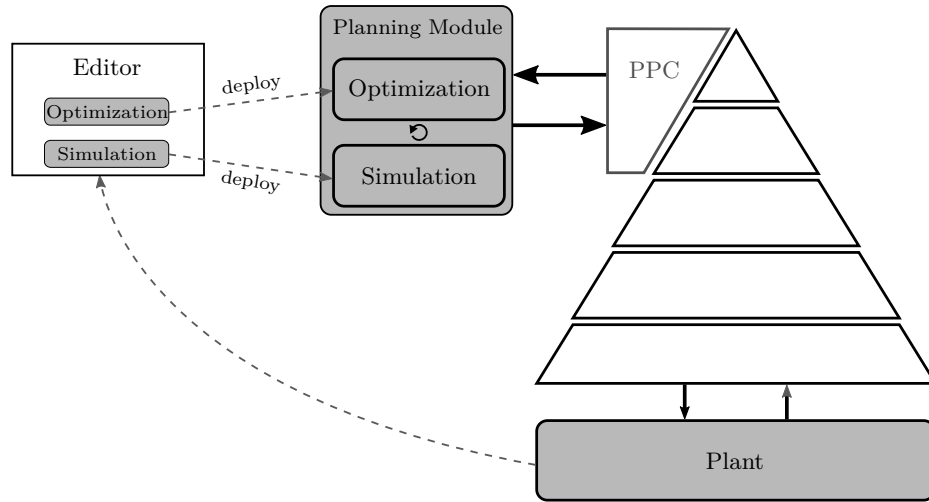 Planning Module
Editor
Optimization
Simulation
deploy
deploy
Optimization
Simulation
PPC
Plant